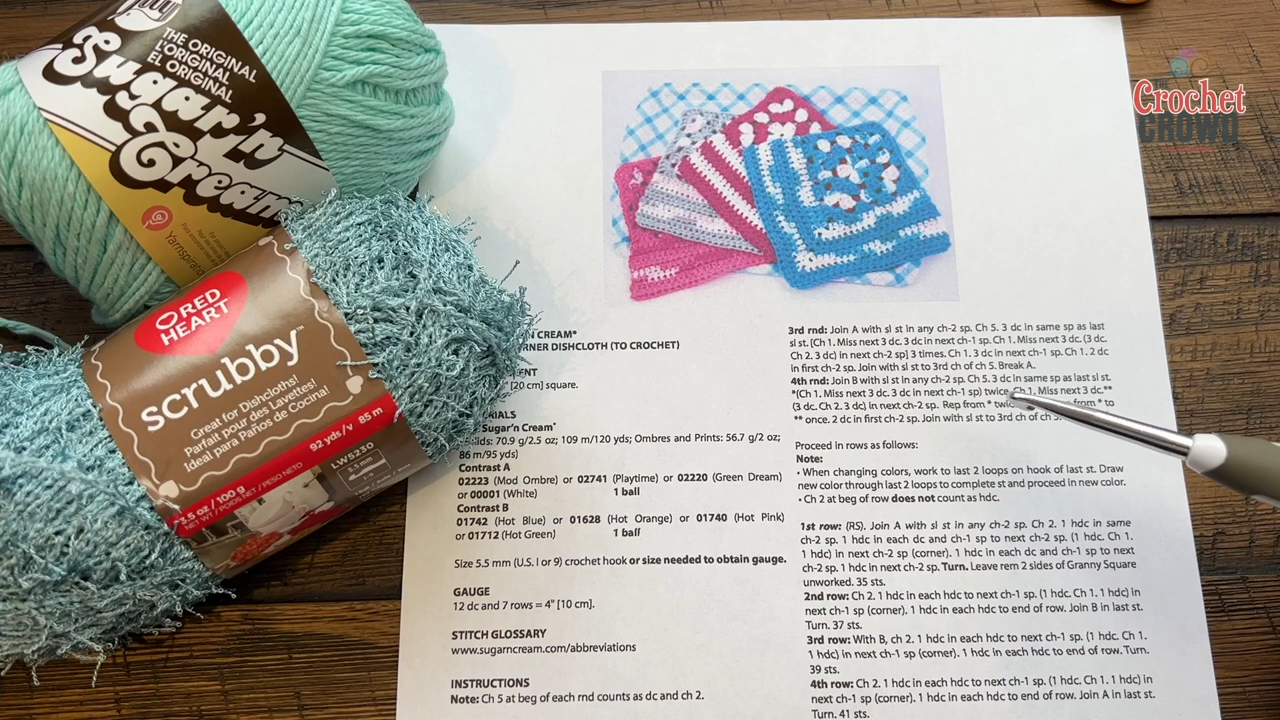 THE ORIGINAL
L'ORIGINAL
EL ORIGINAL
Sugar'n
Cream
Yarnspirations
RED
HEART
scrubby™
Great for Dishcloths!
Parfait pour des Lavettes!
Ideal para Paños de Cocina!
3.5 oz / 100 g
92 yds/v 85 m
NET WT / POIDS NET / PESO NETO
LW5230
5.5 mm
Crochet
CROWD
N CREAM®
RNER DISHCLOTH (TO CROCHET)
ENT
[20 cm] square.
RIALS
Sugar'n Cream®
ids: 70.9 g/2.5 oz; 109 m/120 yds; Ombres and Prints: 56.7 g/2 oz;
86 m/95 yds)
Contrast A
02223 (Mod Ombre) or 02741 (Playtime) or 02220 (Green Dream)
or 00001 (White) 1 ball
Contrast B
01742 (Hot Blue) or 01628 (Hot Orange) or 01740 (Hot Pink)
or 01712 (Hot Green) 1 ball
Size 5.5 mm (U.S. I or 9) crochet hook or size needed to obtain gauge.
GAUGE
12 dc and 7 rows = 4" [10 cm].
STITCH GLOSSARY
www.sugarncream.com/abbreviations
INSTRUCTIONS
Note: Ch 5 at beg of each rnd counts as dc and ch 2.
3rd rnd: Join A with sl st in any ch-2 sp. Ch 5. 3 dc in same sp as last
sl st. [Ch 1. Miss next 3 dc. 3 dc in next ch-1 sp. Ch 1. Miss next 3 dc. (3 dc.
Ch 2. 3 dc) in next ch-2 sp] 3 times. Ch 1. 3 dc in next ch-1 sp. Ch 1. 2 dc
in first ch-2 sp. Join with sl st to 3rd ch of ch 5. Break A.
4th rnd: Join B with sl st in any ch-2 sp. Ch 5. 3 dc in same sp as last sl st.
*(Ch 1. Miss next 3 dc. 3 dc in next ch-1 sp) twice. Ch 1. Miss next 3 dc.**
(3 dc. Ch 2. 3 dc) in next ch-2 sp. Rep from * twice from * to
** once. 2 dc in first ch-2 sp. Join with sl st to 3rd ch of ch 5.
Proceed in rows as follows:
Note:
• When changing colors, work to last 2 loops on hook of last st. Draw
new color through last 2 loops to complete st and proceed in new color.
• Ch 2 at beg of row does not count as hdc.
1st row: (RS). Join A with sl st in any ch-2 sp. Ch 2. 1 hdc in same
ch-2 sp. 1 hdc in each dc and ch-1 sp to next ch-2 sp. (1 hdc. Ch 1.
1 hdc) in next ch-2 sp (corner). 1 hdc in each dc and ch-1 sp to next
ch-2 sp. 1 hdc in next ch-2 sp. Turn. Leave rem 2 sides of Granny Square
unworked. 35 sts.
2nd row: Ch 2. 1 hdc in each hdc to next ch-1 sp. (1 hdc. Ch 1. 1 hdc) in
next ch-1 sp (corner). 1 hdc in each hdc to end of row. Join B in last st.
Turn. 37 sts.
3rd row: With B, ch 2. 1 hdc in each hdc to next ch-1 sp. (1 hdc. Ch 1.
1 hdc) in next ch-1 sp (corner). 1 hdc in each hdc to end of row. Turn.
39 sts.
4th row: Ch 2. 1 hdc in each hdc to next ch-1 sp. (1 hdc. Ch 1. 1 hdc) in
next ch-1 sp (corner). 1 hdc in each hdc to end of row. Join A in last st.
Turn. 41 sts.